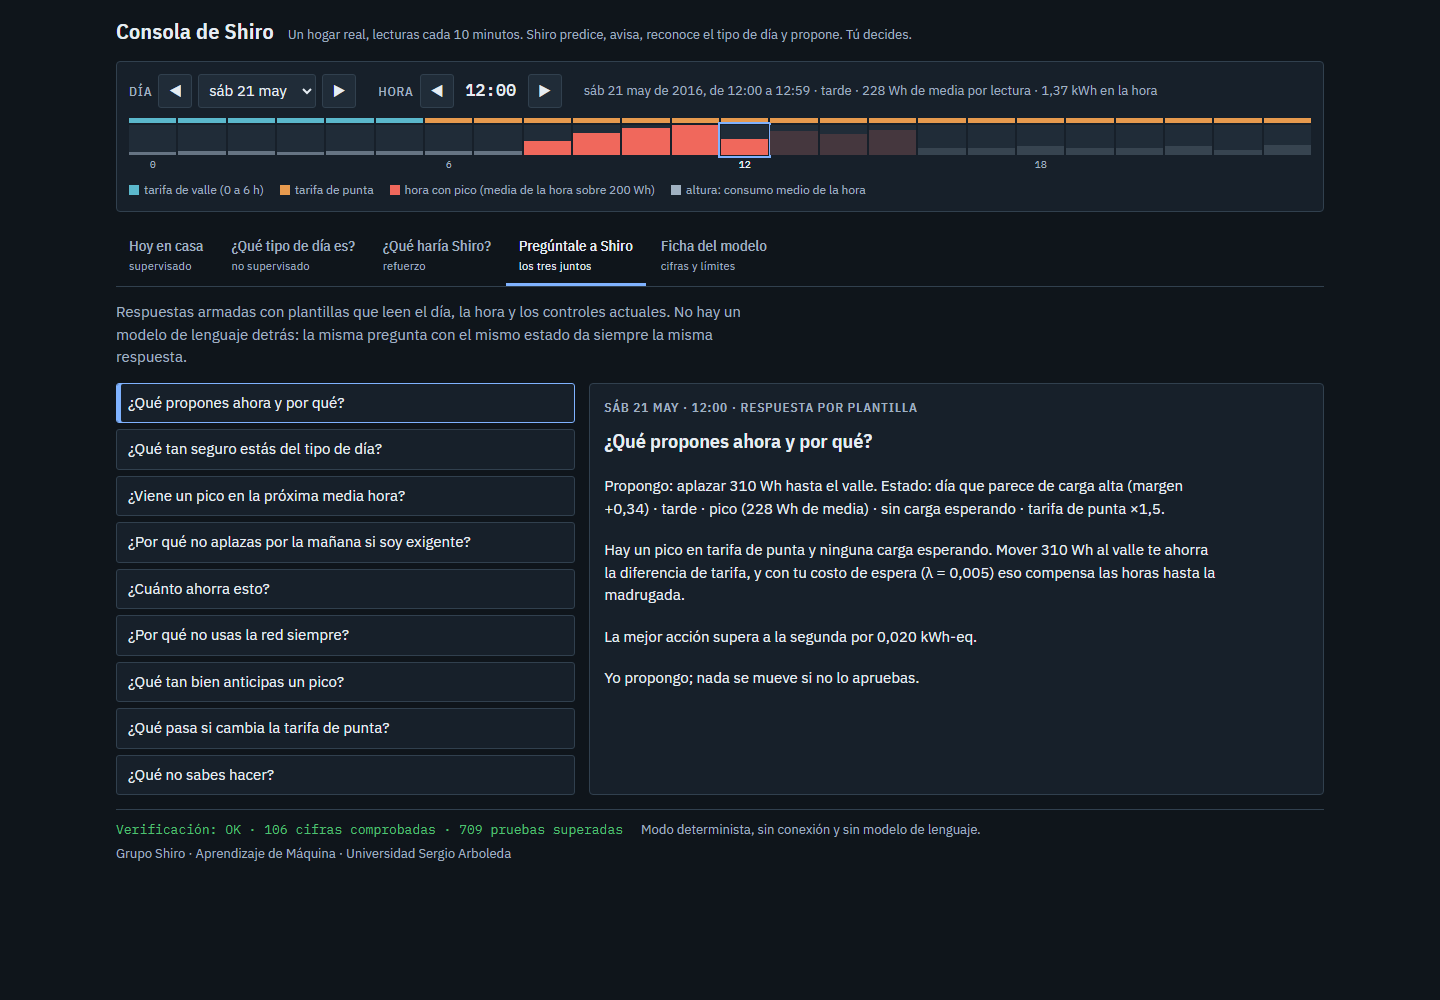 Consola de Shiro
Un hogar real, lecturas cada 10 minutos. Shiro predice, avisa, reconoce el tipo de día y propone. Tú decides.
DÍA ◀ sáb 21 may ▶ HORA ◀ 12:00 ▶ sáb 21 may de 2016, de 12:00 a 12:59 · tarde · 228 Wh de media por lectura · 1,37 kWh en la hora
0 6 12 18
tarifa de valle (0 a 6 h) tarifa de punta hora con pico (media de la hora sobre 200 Wh) altura: consumo medio de la hora
Hoy en casa ¿Qué tipo de día es? ¿Qué haría Shiro? Pregúntale a Shiro Ficha del modelo
supervisado no supervisado refuerzo los tres juntos cifras y límites
Respuestas armadas con plantillas que leen el día, la hora y los controles actuales. No hay un
modelo de lenguaje detrás: la misma pregunta con el mismo estado da siempre la misma
respuesta.
¿Qué propones ahora y por qué?
¿Qué tan seguro estás del tipo de día?
¿Viene un pico en la próxima media hora?
¿Por qué no aplazas por la mañana si soy exigente?
¿Cuánto ahorra esto?
¿Por qué no usas la red siempre?
¿Qué tan bien anticipas un pico?
¿Qué pasa si cambia la tarifa de punta?
¿Qué no sabes hacer?
SÁB 21 MAY · 12:00 · RESPUESTA POR PLANTILLA
¿Qué propones ahora y por qué?
Propongo: aplazar 310 Wh hasta el valle. Estado: día que parece de carga alta (margen
+0,34) · tarde · pico (228 Wh de media) · sin carga esperando · tarifa de punta ×1,5.
Hay un pico en tarifa de punta y ninguna carga esperando. Mover 310 Wh al valle te ahorra
la diferencia de tarifa, y con tu costo de espera (λ = 0,005) eso compensa las horas hasta la
madrugada.
La mejor acción supera a la segunda por 0,020 kWh-eq.
Yo propongo; nada se mueve si no lo apruebas.
Verificación: OK · 106 cifras comprobadas · 709 pruebas superadas Modo determinista, sin conexión y sin modelo de lenguaje.
Grupo Shiro · Aprendizaje de Máquina · Universidad Sergio Arboleda